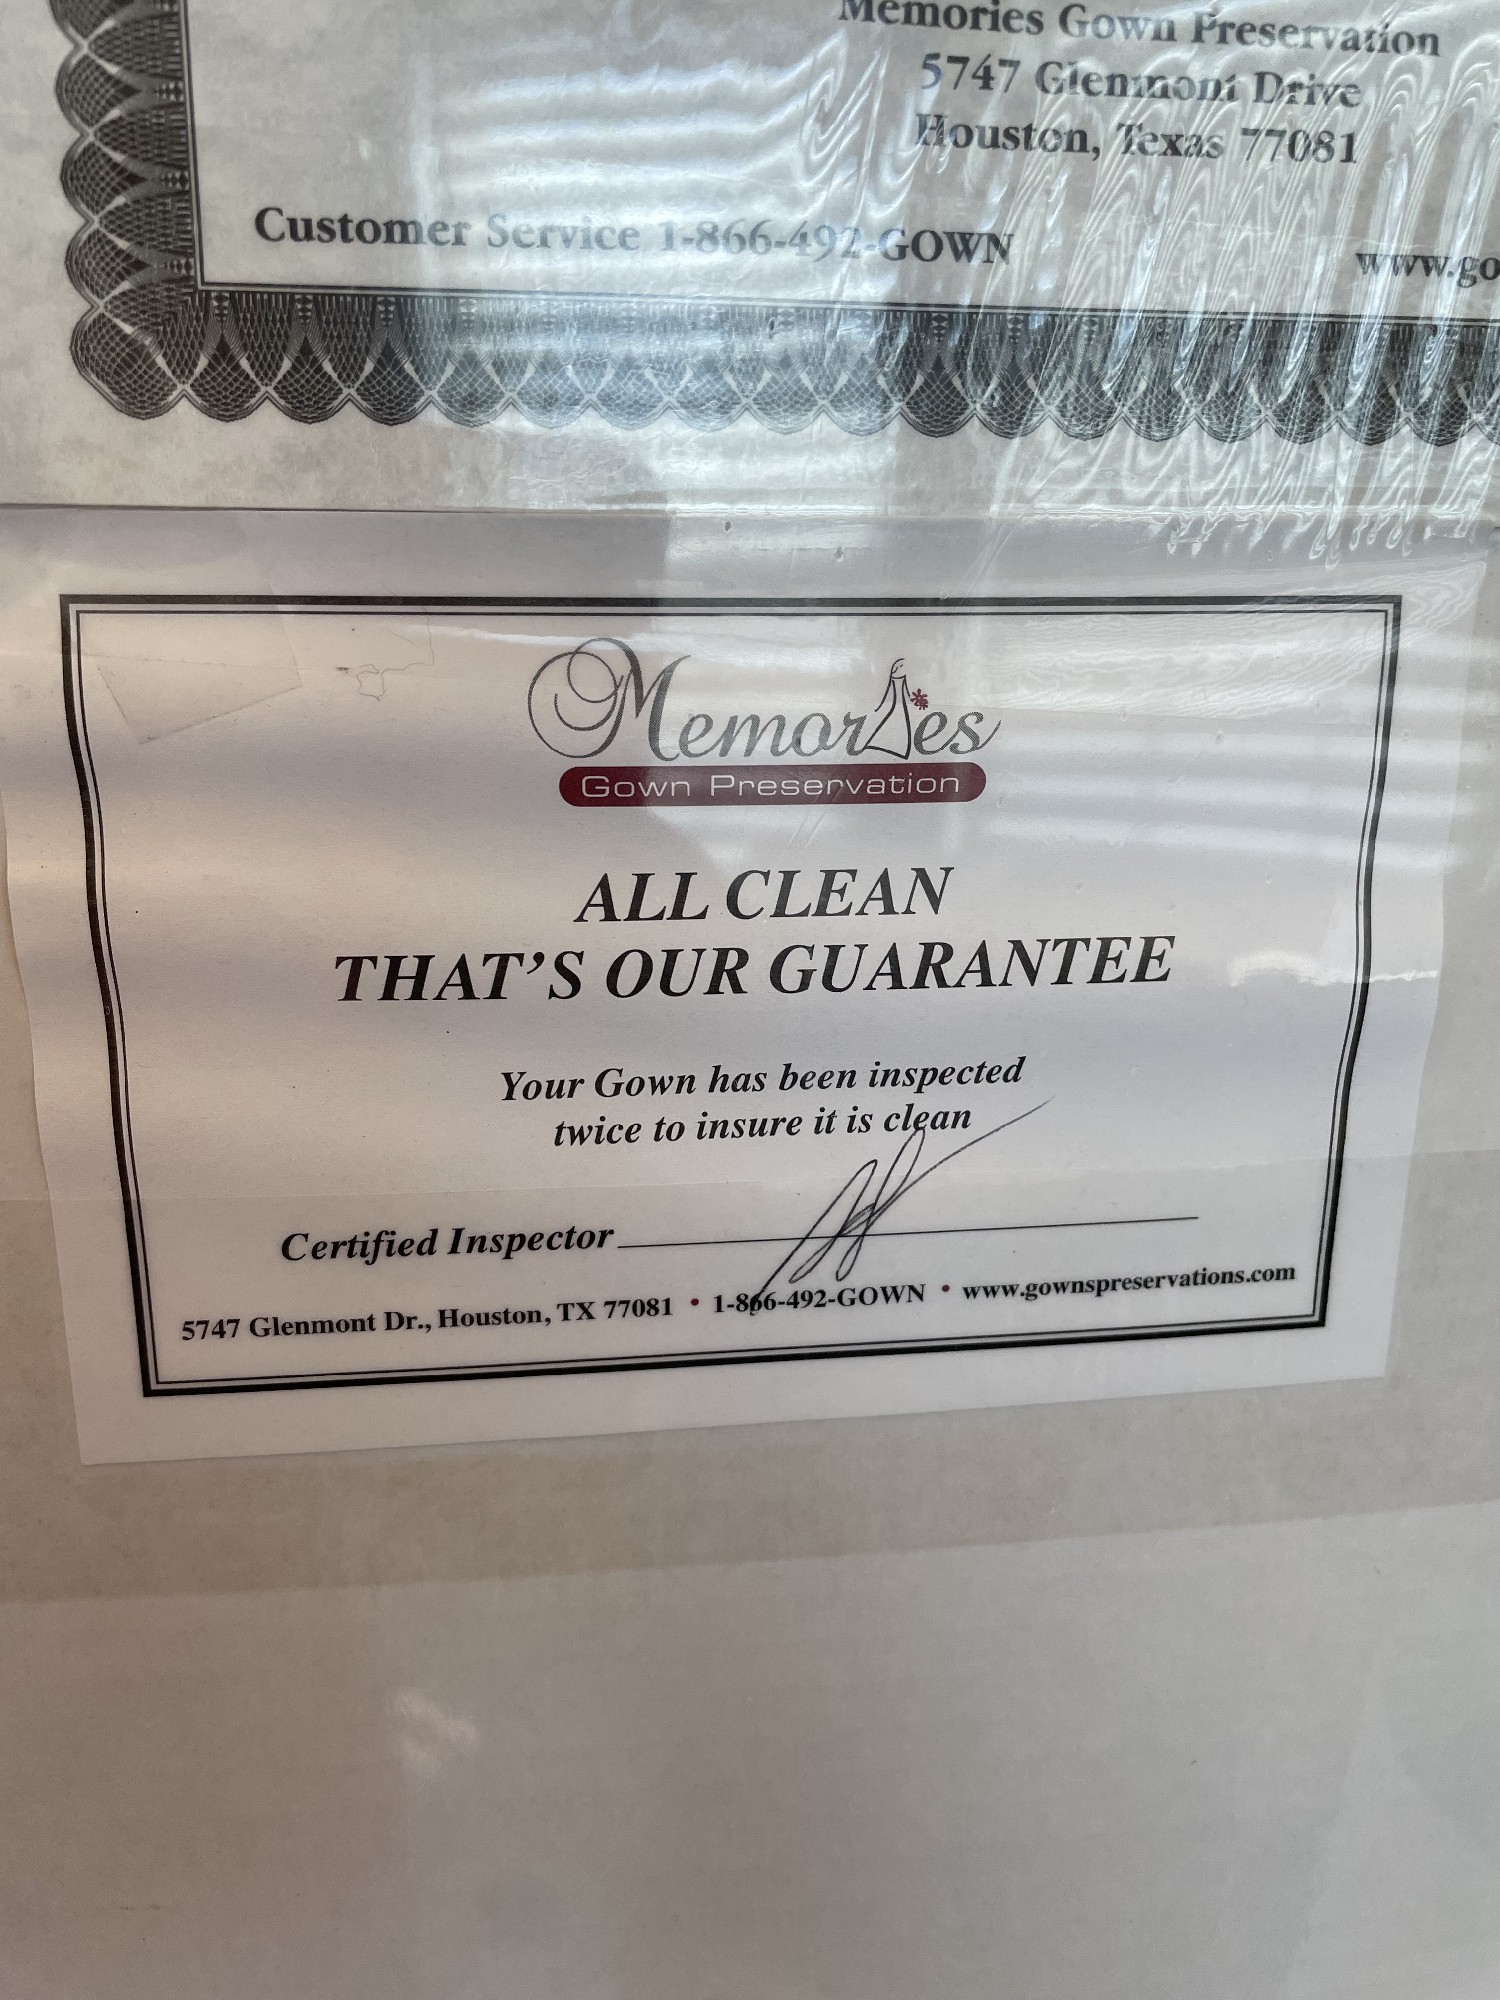 Memories Gown Preservation
5747 Glenmont Drive
Houston, Texas 77081
Customer Service 1-866-492-GOWN
www.go
Memories
Gown Preservation
ALL CLEAN
THAT'S OUR GUARANTEE
Your Gown has been inspected
twice to insure it is clean
Certified Inspector
5747 Glenmont Dr., Houston, TX 77081 • 1-866-492-GOWN • www.gownspreservations.com